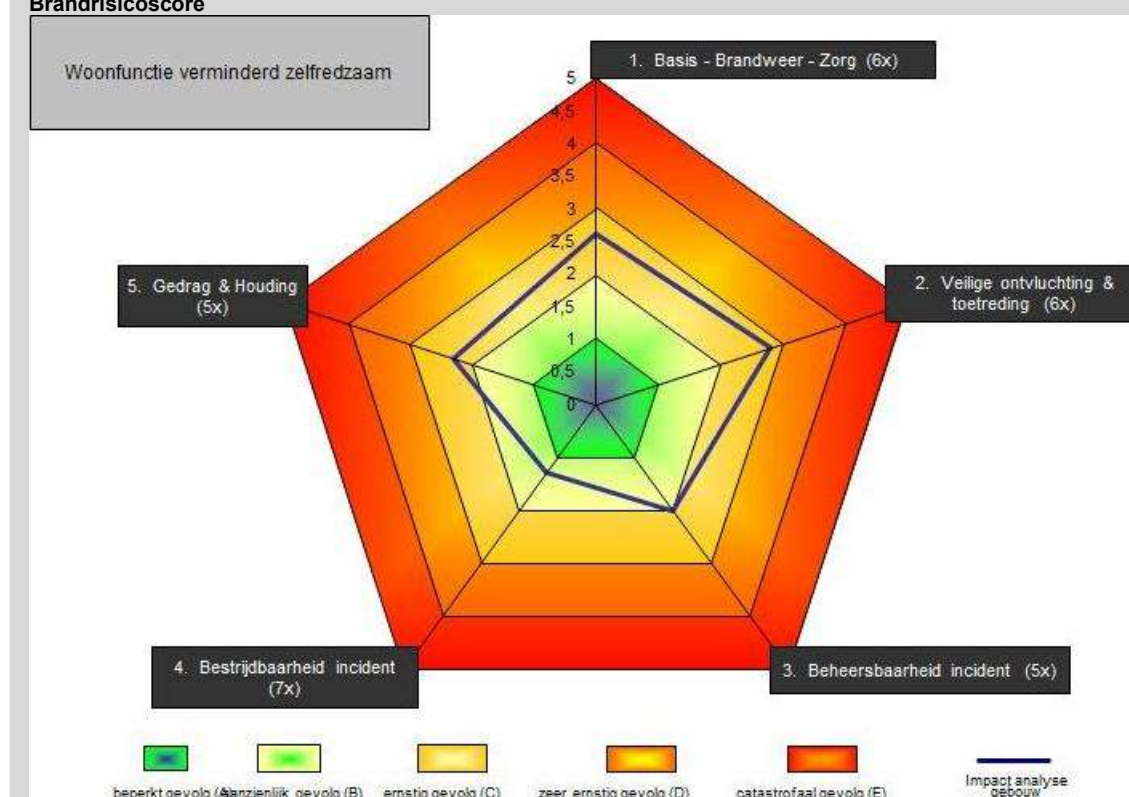 Brandrisicoscore
Woonfunctie verminderd zelfredzaam
1. Basis - Brandweer - Zorg (6x)
5
4,5
4
3,5
3
2,5
2
1,5
1
0,5
0
5. Gedrag & Houding
(5x)
2. Veilige ontvluchting &
toetreding (6x)
4. Bestrijdbaarheid incident
(7x)
3. Beheersbaarheid incident (5x)
beperkt gevolg (A)
aanzienlijk gevolg (B)
ernstig gevolg (C)
zeer ernstig gevolg (D)
catastrofaal gevolg (E)
Impact analyse
gebouw